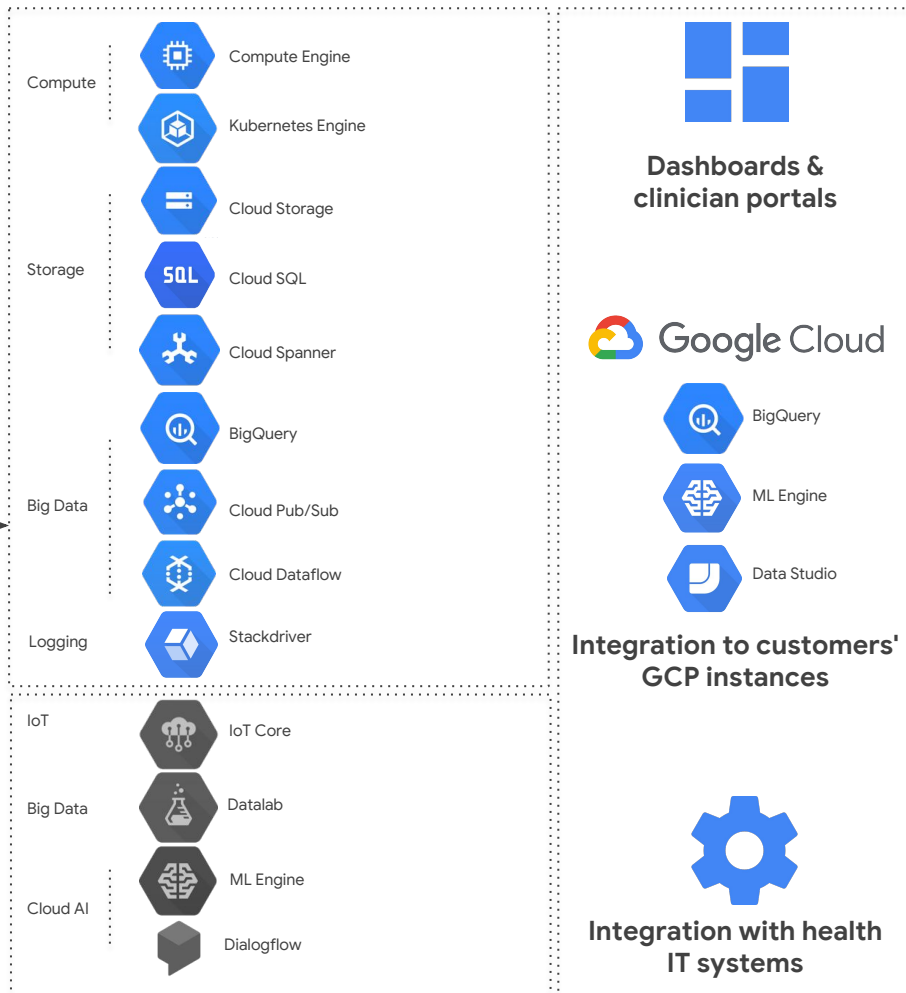 Compute
Compute Engine
Kubernetes Engine
Storage
Cloud Storage
SQL
Cloud SQL
Cloud Spanner
Big Data
BigQuery
Cloud Pub/Sub
Cloud Dataflow
Logging
Stackdriver
IoT
IoT Core
Big Data
Datalab
Cloud AI
ML Engine
Dialogflow
Dashboards &
clinician portals
Google Cloud
BigQuery
ML Engine
Data Studio
Integration to customers'
GCP instances
Integration with health
IT systems